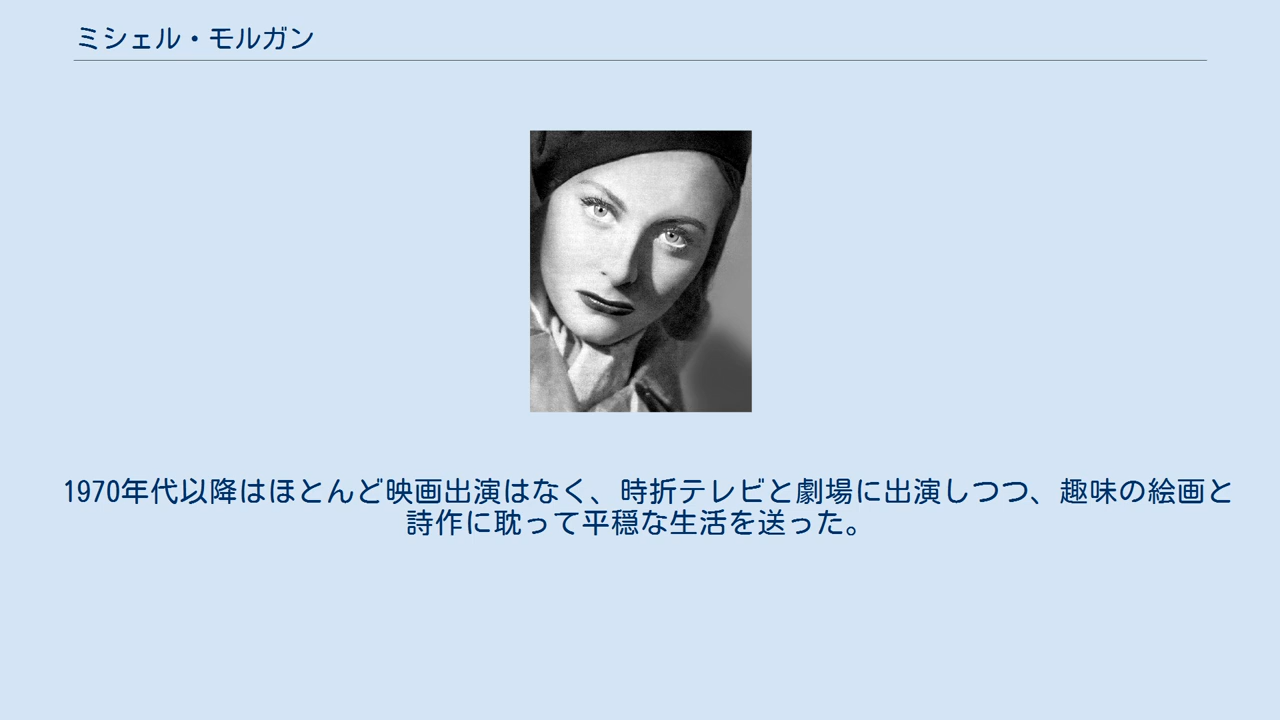 ミシェル・モルガン
1970年代以降はほとんど映画出演はなく、時折テレビと劇場に出演しつつ、趣味の絵画と
詩作に耽って平穏な生活を送った。